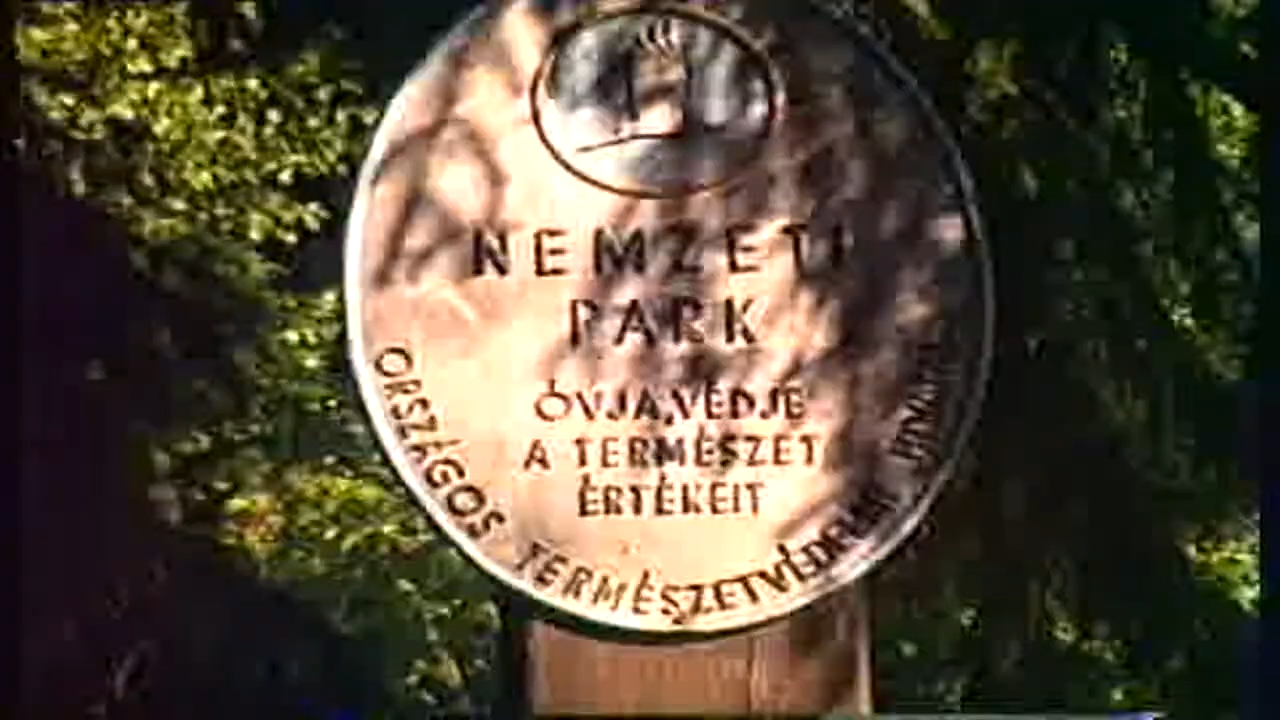 NEMZETI
PARK
ÓVJA,VÉDJE
A TERMÉSZET
ÉRTÉKEIT
ORSZÁGOS TERMÉSZETVÉDELMI